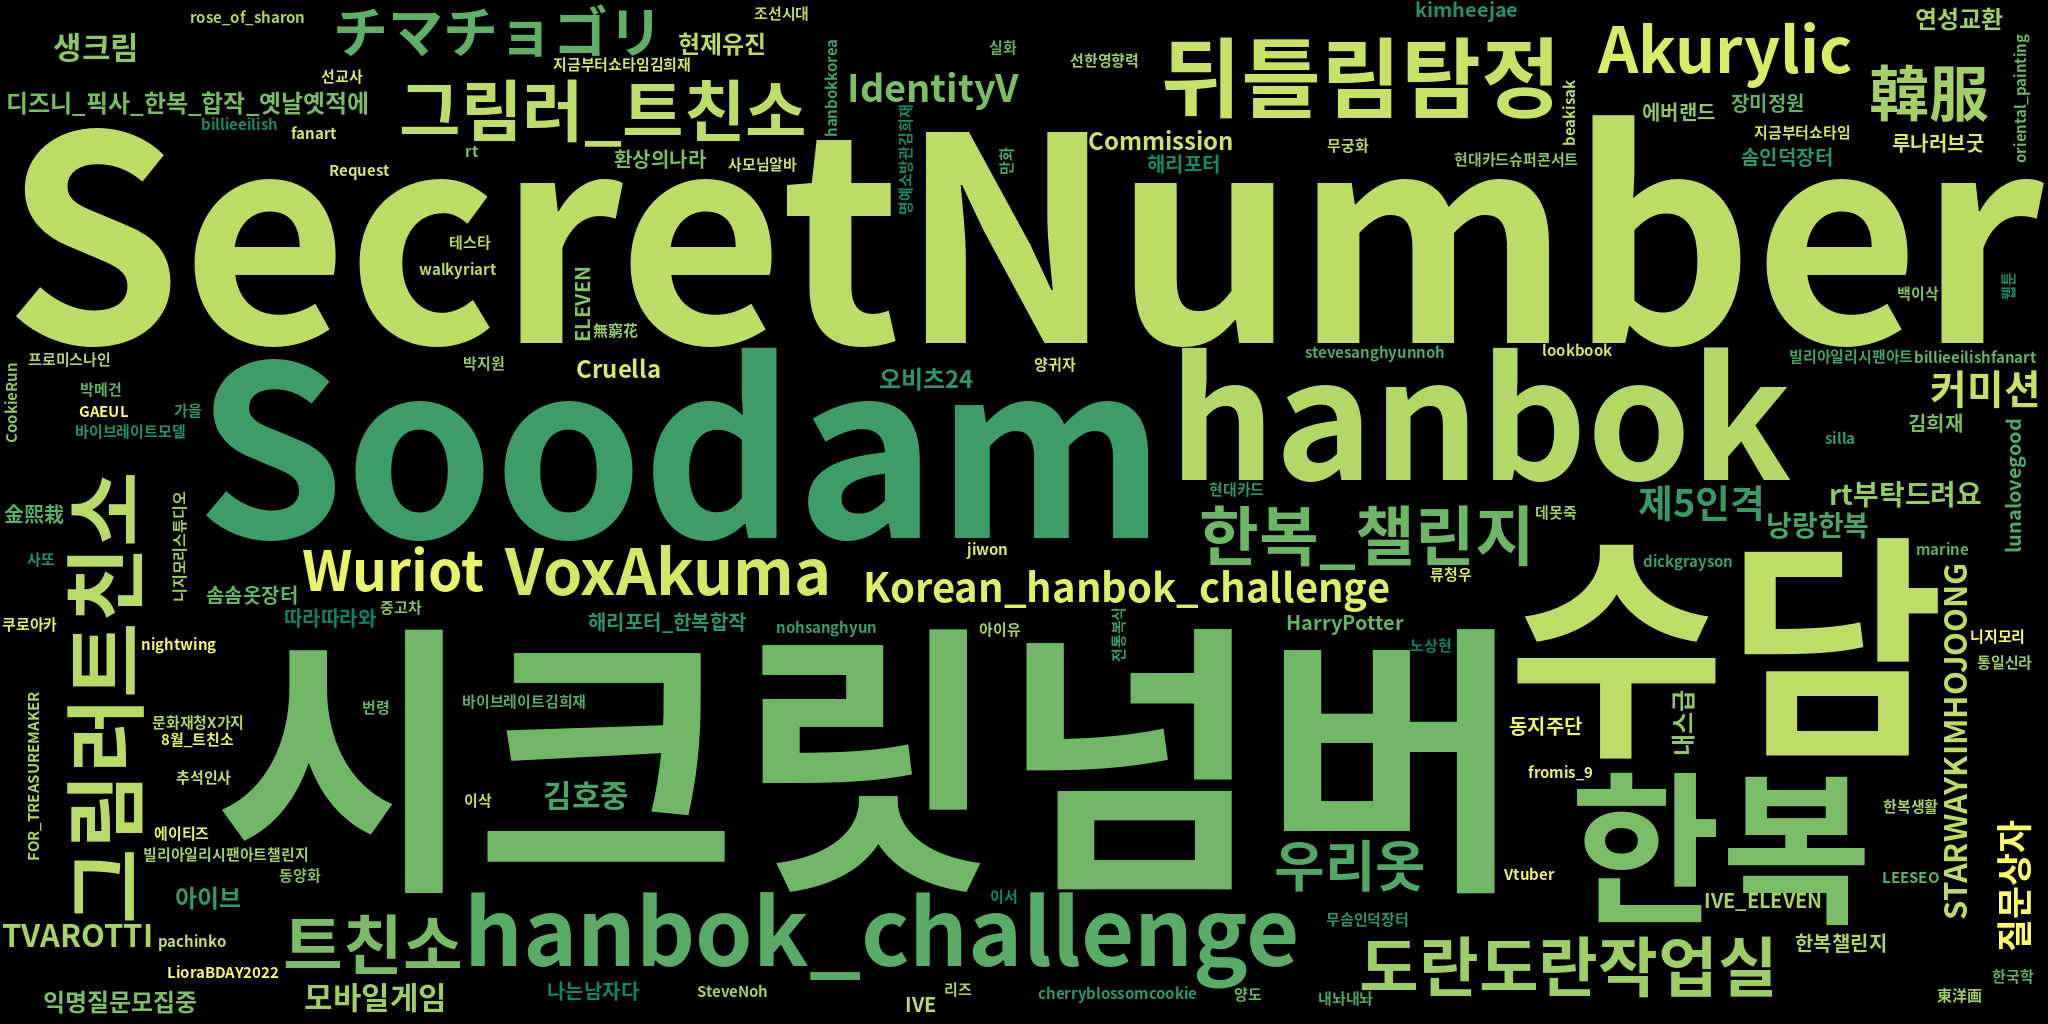 rose_of_sharon
チマチョゴリ
조선시대
kimheejae
연성교환
생크림
현제유진
실화
선한영향력
뒤틀림탐정
Akurylic
oriental_painting
선교사
지금부터쇼타임김희재
hanbokkorea
디즈니_픽사_한복_합작_옛날옛적에
그림러_트친소
IdentityV
beakisak
에버랜드
장미정원
韓服
billieeilish
fanart
명예소방관김희재
Commission
무궁화
지금부터쇼타임
루나러브굿
Request
rt
환상의나라
사모님알바
만화
해리포터
현대카드슈퍼콘서트
솜인덕장터
SecretNumber
테스타
walkyriart
ELEVEN
無窮花
백이삭
웹툰
프로미스나인
박지원
Cruella
양귀자
stevesanghyunnoh
lookbook
빌리아일리시팬아트
billieeilishfanart
CookieRun
박메건
GAEUL
가을
바이브레이트모델
Soodam
오비츠24
hanbok
커미션
김희재
silla
lunalovegood
金熙栽
그림러트친소
니지모리스튜디오
현대카드
한복_챌린지
데못죽
제5인격
rt부탁드려요
낭랑한복
사또
Wuriot
VoxAkuma
jiwon
Korean_hanbok_challenge
류청우
dickgrayson
marine
솜솜옷장터
따라따라와
중고차
해리포터_한복합작
nohsanghyun
아이유
전통복식
HarryPotter
노상현
수담
STARWAYKIMHOJOONG
쿠로아카
nightwing
니지모리
통일신라
FOR_TREASUREMAKER
번령
바이브레이트김희재
시크릿넘버
문화재청X가지
8월_트친소
동지주단
내스급
추석인사
이삭
김호중
fromis_9
한복
한복생활
에이티즈
빌리아일리시팬아트챌린지
동양화
우리옷
Vtuber
LEESEO
질문상자
아이브
이서
IVE_ELEVEN
TVAROTTI
pachinko
트친소
hanbok_challenge
무솜인덕장터
도란도란작업실
한복챌린지
LioraBDAY2022
익명질문모집중
모바일게임
나는남자다
SteveNoh
IVE
리즈
cherryblossomcookie
양도
내놔내놔
한국학
東洋画